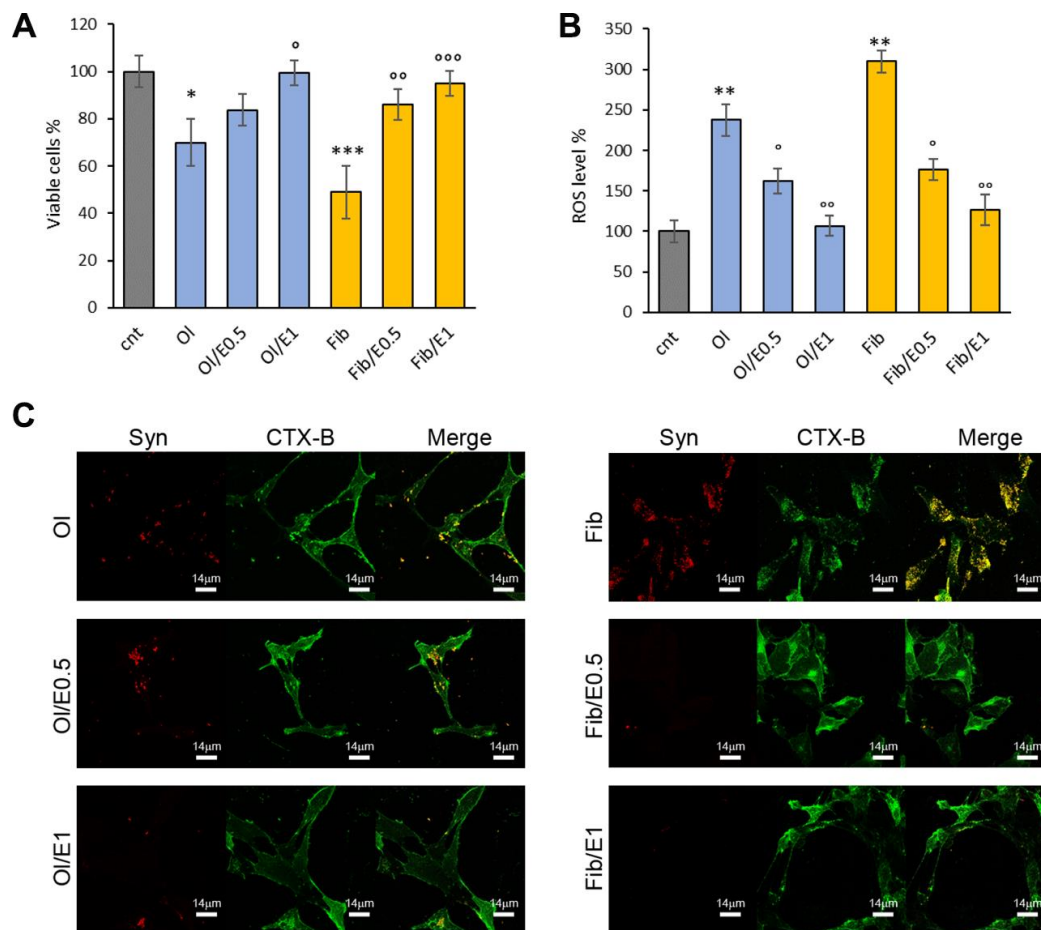 A
Viable cells %
120
100
80
60
40
20
0
*
°
***
°°
°°°
cnt
Ol
Ol/E0.5
Ol/E1
Fib
Fib/E0.5
Fib/E1
B
ROS level %
350
300
250
200
150
100
50
0
**
°
°°
**
°
°°
cnt
Ol
Ol/E0.5
Ol/E1
Fib
Fib/E0.5
Fib/E1
C
Syn CTX-B Merge
Ol
14µm 14µm 14µm
Ol/E0.5
14µm 14µm 14µm
Ol/E1
14µm 14µm 14µm
Syn CTX-B Merge
Fib
14µm 14µm 14µm
Fib/E0.5
14µm 14µm 14µm
Fib/E1
14µm 14µm 14µm